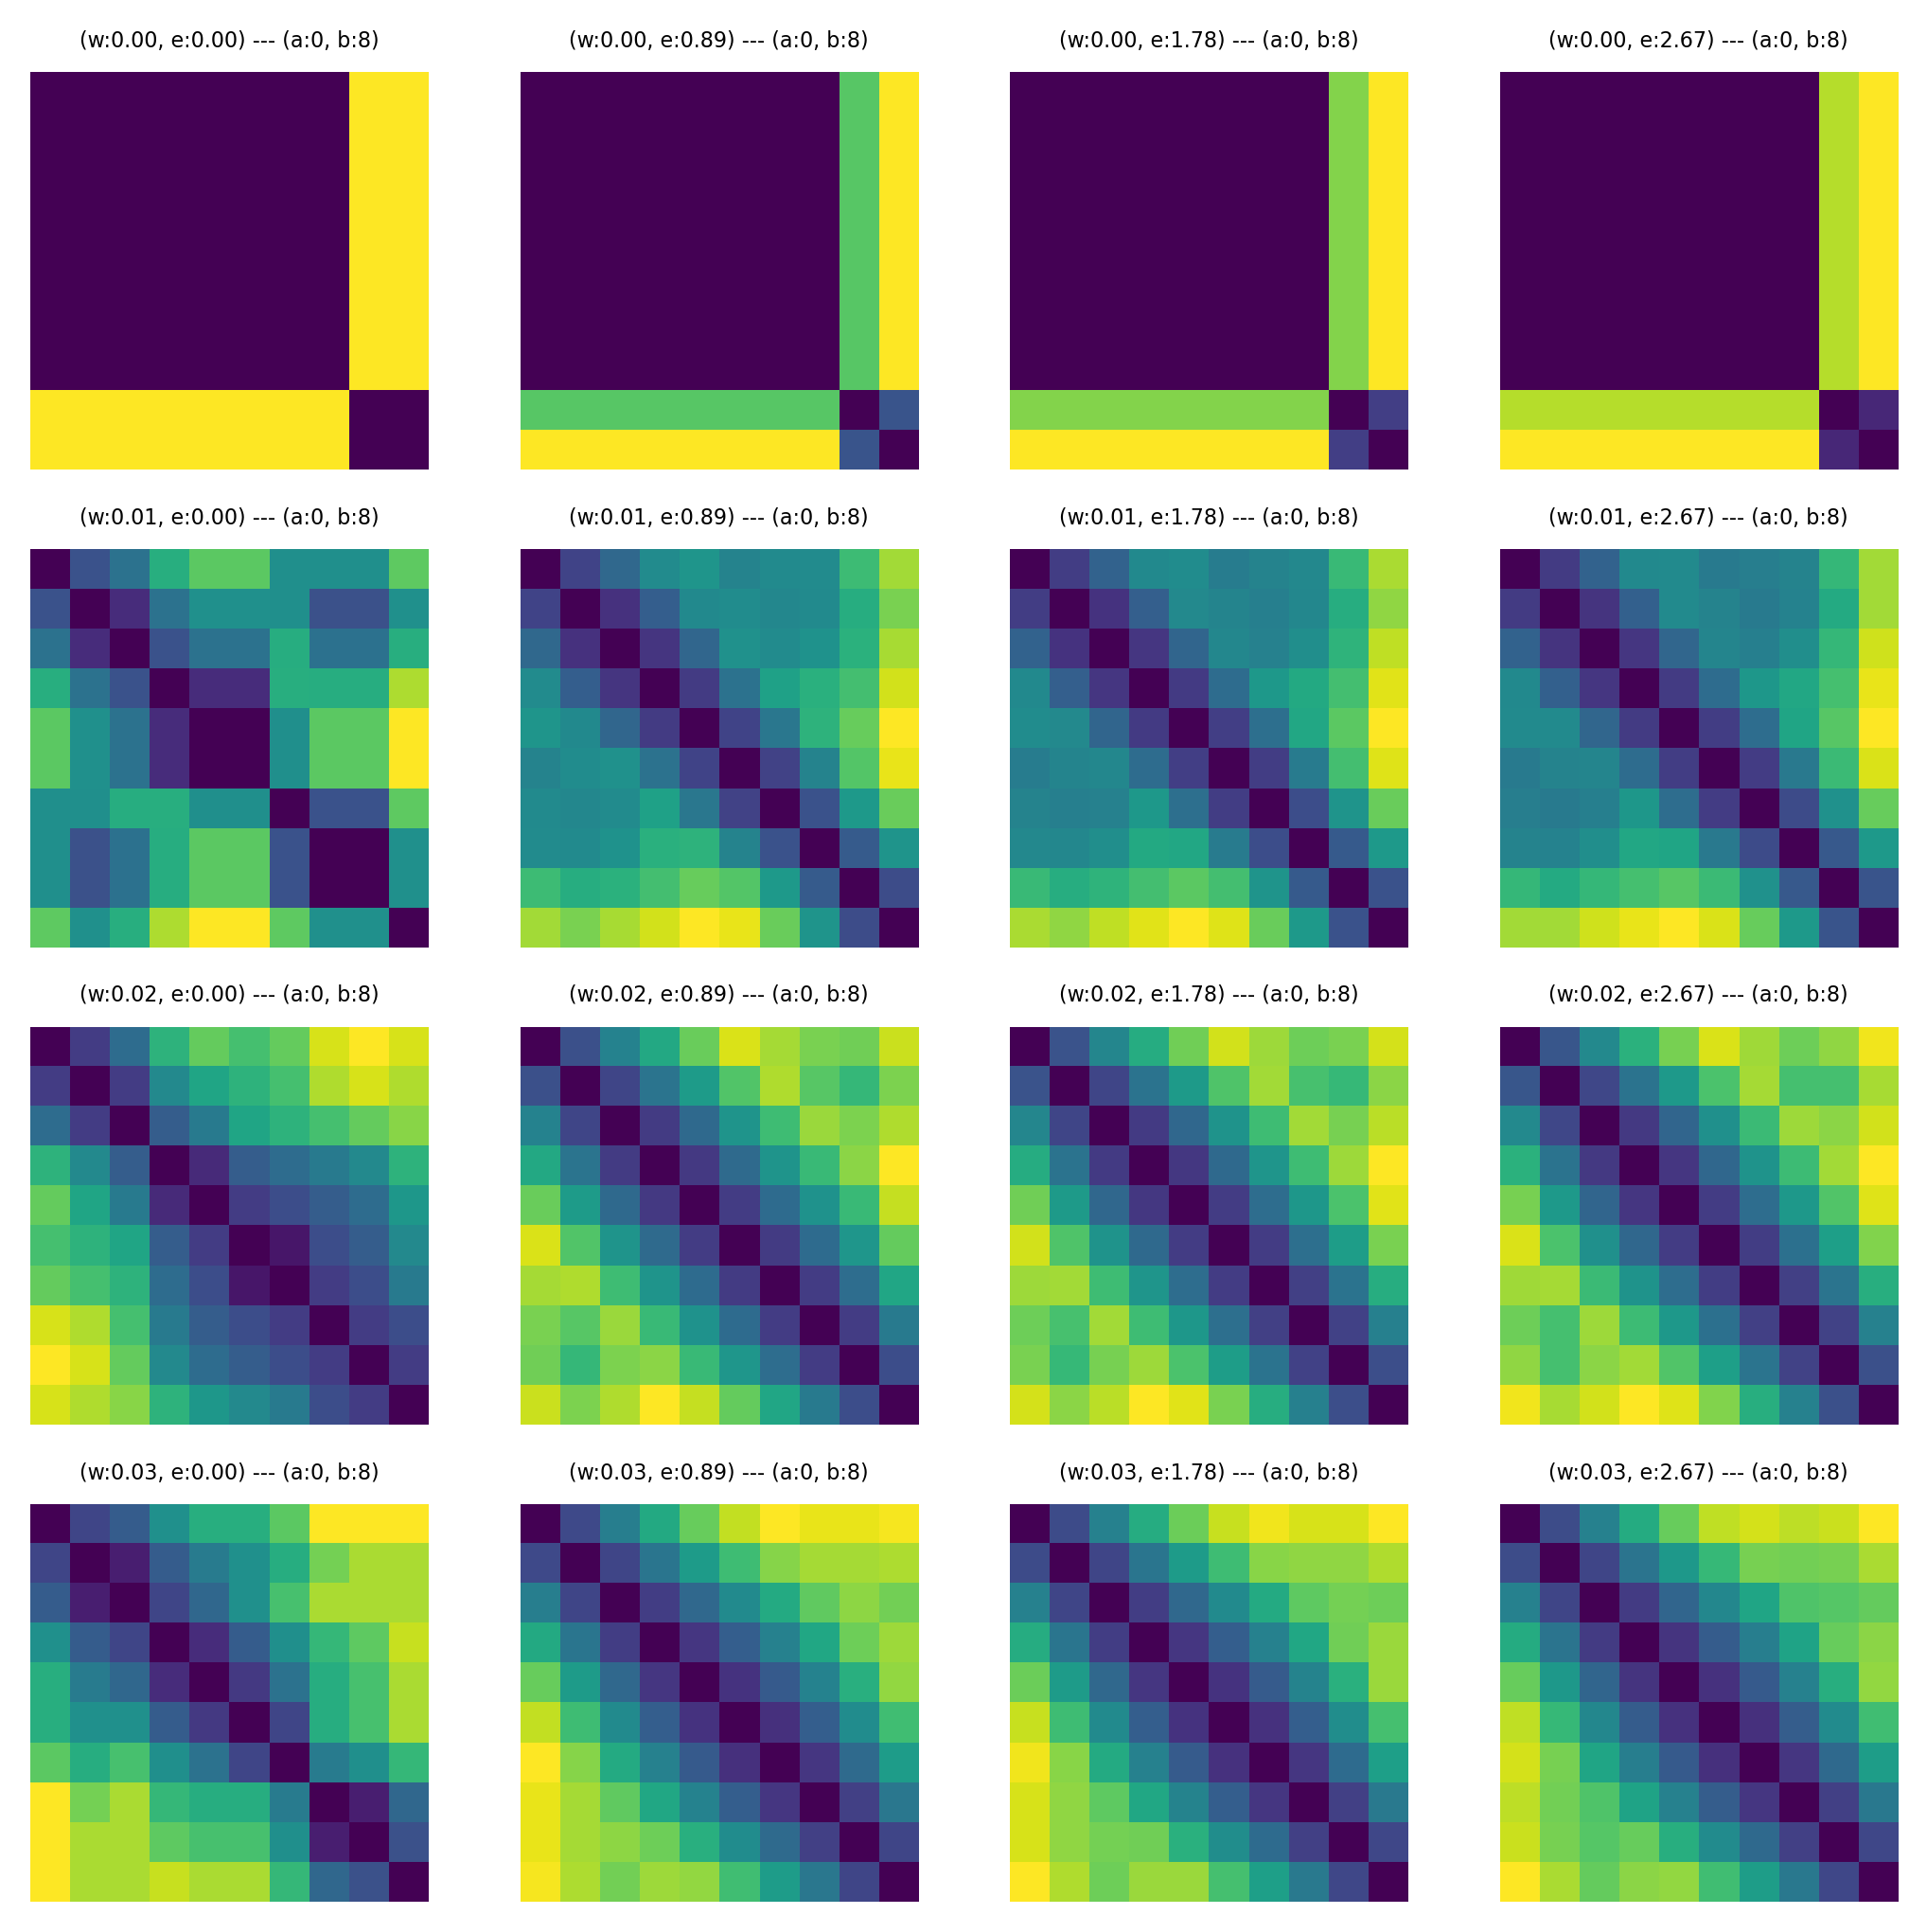 (w:0.00, e:0.00) --- (a:0, b:8)
(w:0.00, e:0.89) --- (a:0, b:8)
(w:0.00, e:1.78) --- (a:0, b:8)
(w:0.00, e:2.67) --- (a:0, b:8)
(w:0.01, e:0.00) --- (a:0, b:8)
(w:0.01, e:0.89) --- (a:0, b:8)
(w:0.01, e:1.78) --- (a:0, b:8)
(w:0.01, e:2.67) --- (a:0, b:8)
(w:0.02, e:0.00) --- (a:0, b:8)
(w:0.02, e:0.89) --- (a:0, b:8)
(w:0.02, e:1.78) --- (a:0, b:8)
(w:0.02, e:2.67) --- (a:0, b:8)
(w:0.03, e:0.00) --- (a:0, b:8)
(w:0.03, e:0.89) --- (a:0, b:8)
(w:0.03, e:1.78) --- (a:0, b:8)
(w:0.03, e:2.67) --- (a:0, b:8)